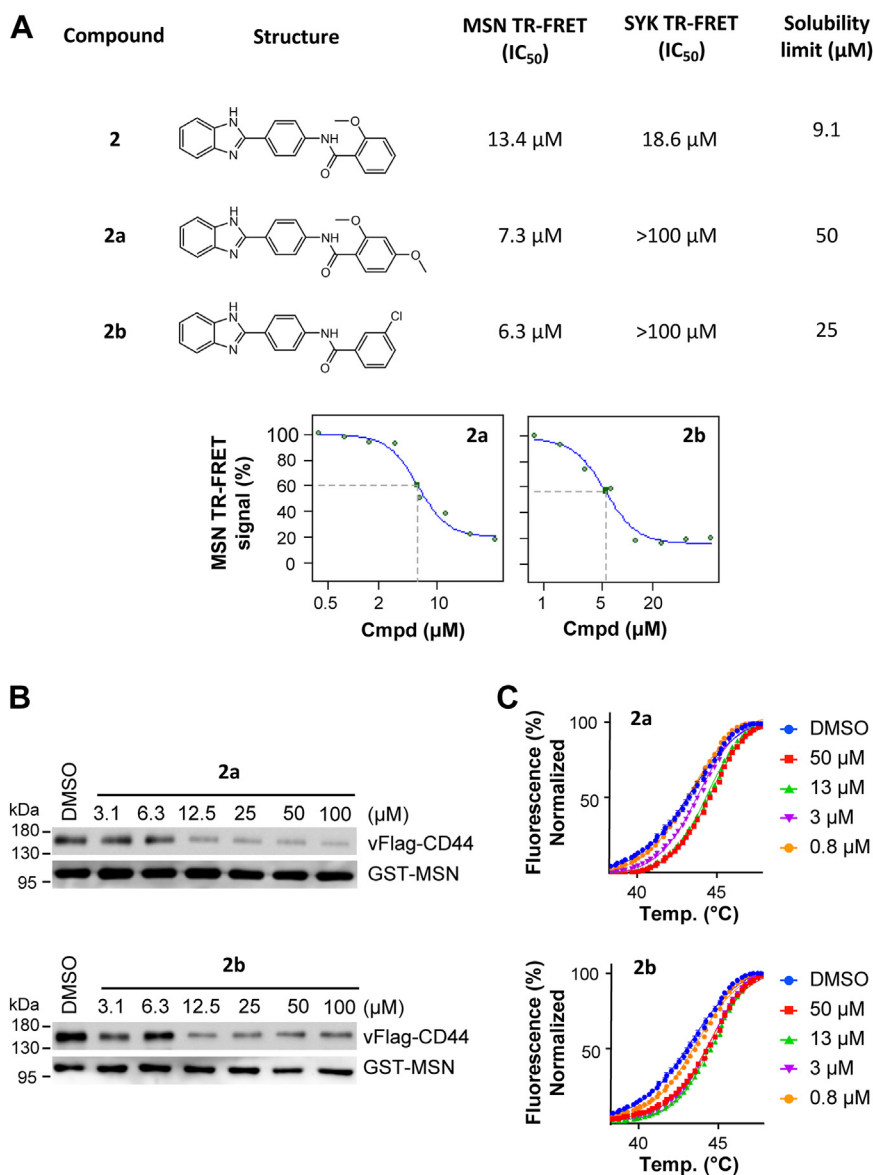 A
Compound Structure MSN TR-FRET (IC50) SYK TR-FRET (IC50) Solubility limit (µM)
2 13.4 µM 18.6 µM 9.1
H
N
N
NH
O
O
2a 7.3 µM >100 µM 50
H
N
N
NH
O
O
O
2b 6.3 µM >100 µM 25
H
N
N
NH
O
Cl
MSN TR-FRET signal (%)
100
80
60
40
20
0
2a
0.5 2 10
Cmpd (µM)
2b
1 5 20
Cmpd (µM)
B
2a
kDa DMSO 3.1 6.3 12.5 25 50 100 (µM)
180
130
vFlag-CD44
95
GST-MSN
2b
kDa DMSO 3.1 6.3 12.5 25 50 100 (µM)
180
130
vFlag-CD44
95
GST-MSN
C
Fluorescence (%) Normalized
100
50
2a
40 45
Temp. (°C)
DMSO
50 µM
13 µM
3 µM
0.8 µM
Fluorescence (%) Normalized
100
50
2b
40 45
Temp. (°C)
DMSO
50 µM
13 µM
3 µM
0.8 µM